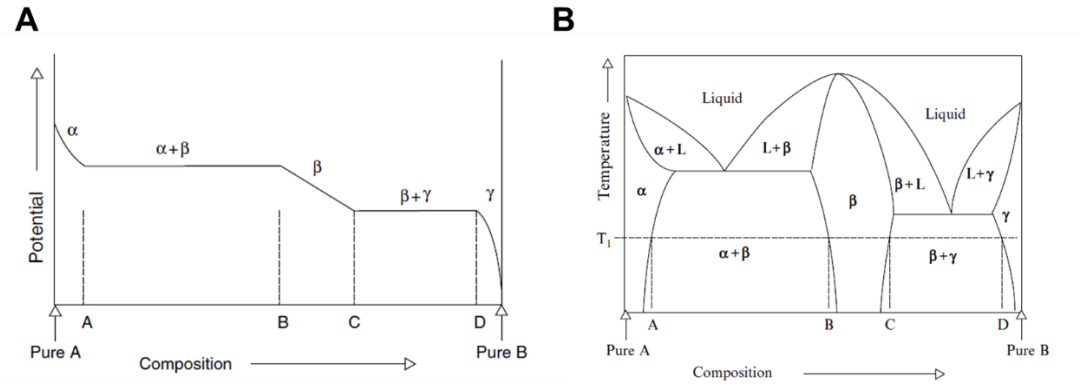 A
α
α+β
β
β+γ
γ
Potential
A
B
C
D
Pure A
Pure B
Composition
B
Liquid
Liquid
α+L
L+β
β+L
L+γ
α
β
γ
T1
α+β
β+γ
Temperature
A
B
C
D
Pure A
Pure B
Composition